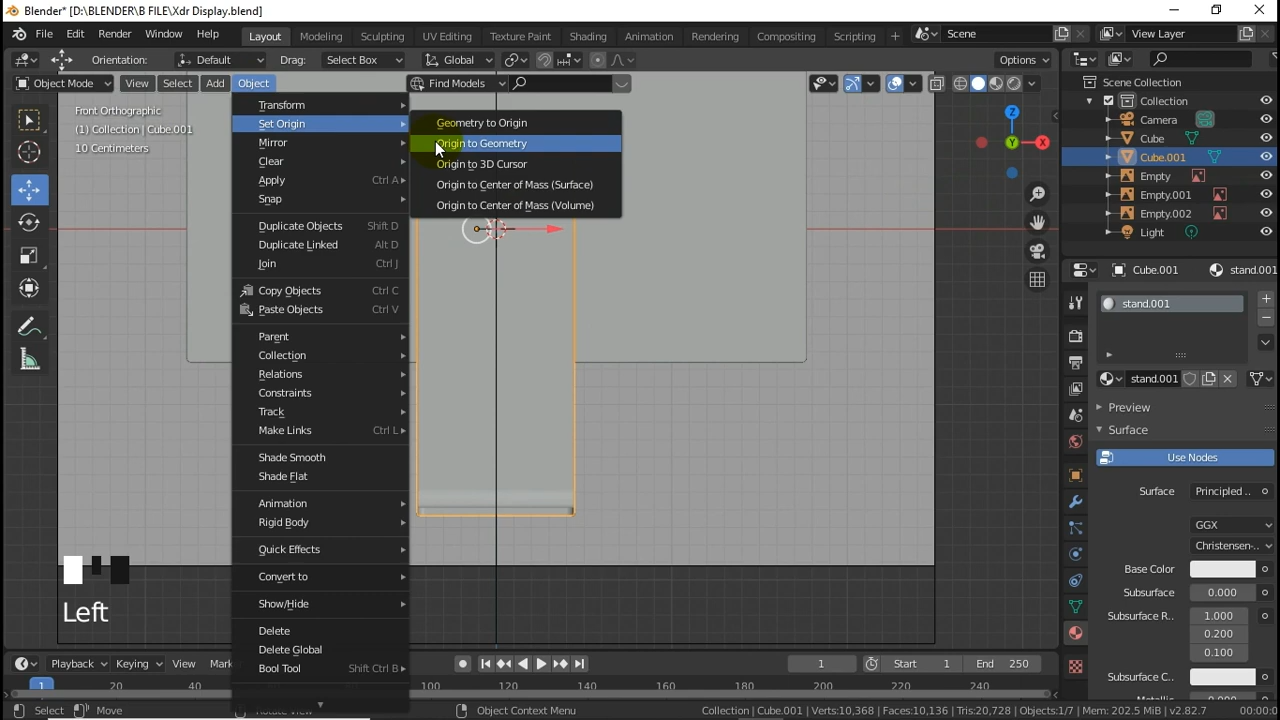 Blender* [D:\BLENDER\B FILE\Xdr Display.blend]
File Edit Render Window Help Layout Modeling Sculpting UV Editing Texture Paint Shading Animation Rendering Compositing Scripting + Scene View Layer
Orientation: Default Drag: Select Box Global Options
Object Mode View Select Add Object Find Models
Front Orthographic
(1) Collection | Cube.001
10 Centimeters
Transform
Set Origin
Mirror
Clear
Apply Ctrl A
Snap
Duplicate Objects Shift D
Duplicate Linked Alt D
Join Ctrl J
Copy Objects Ctrl C
Paste Objects Ctrl V
Parent
Collection
Relations
Constraints
Track
Make Links Ctrl L
Shade Smooth
Shade Flat
Animation
Rigid Body
Quick Effects
Convert to
Show/Hide
Delete
Delete Global
Bool Tool Shift Ctrl B
Geometry to Origin
Origin to Geometry
Origin to 3D Cursor
Origin to Center of Mass (Surface)
Origin to Center of Mass (Volume)
Z
Y
X
Left
Scene Collection
Collection
Camera
Cube
Cube.001
Empty
Empty.001
Empty.002
Light
Cube.001 stand.001
stand.001
stand.001
Preview
Surface
Use Nodes
Surface Principled ..
GGX
Christensen-..
Base Color
Subsurface 0.000
Subsurface R.. 1.000
0.200
0.100
Subsurface C..
Playback Keying View 1 Start 1 End 250
1 20 40 100 120 140 160 180 200 220 240
Select Move Object Context Menu Collection | Cube.001 | Verts:10,368 | Faces:10,136 | Tris:20,728 | Objects:1/7 | Mem: 202.5 MiB | v2.82.7 00:00:0